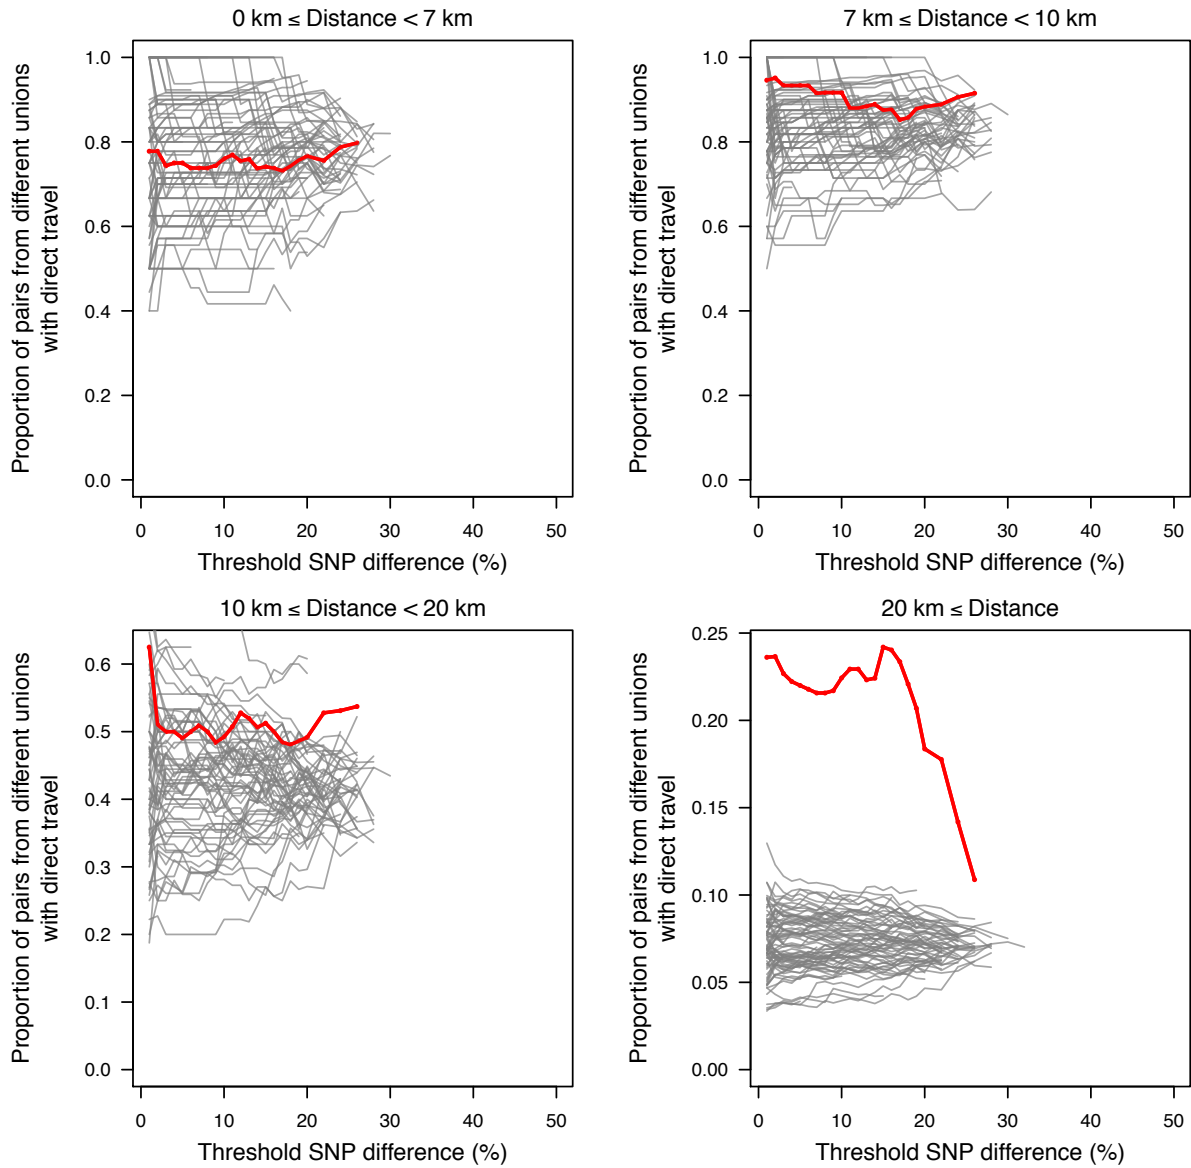 0 km ≤ Distance < 7 km
Proportion of pairs from different unions
with direct travel
1.0
0.8
0.6
0.4
0.2
0.0
0 10 20 30 40 50
Threshold SNP difference (%)
7 km ≤ Distance < 10 km
Proportion of pairs from different unions
with direct travel
1.0
0.8
0.6
0.4
0.2
0.0
0 10 20 30 40 50
Threshold SNP difference (%)
10 km ≤ Distance < 20 km
Proportion of pairs from different unions
with direct travel
0.6
0.5
0.4
0.3
0.2
0.1
0.0
0 10 20 30 40 50
Threshold SNP difference (%)
20 km ≤ Distance
Proportion of pairs from different unions
with direct travel
0.25
0.20
0.15
0.10
0.05
0.00
0 10 20 30 40 50
Threshold SNP difference (%)